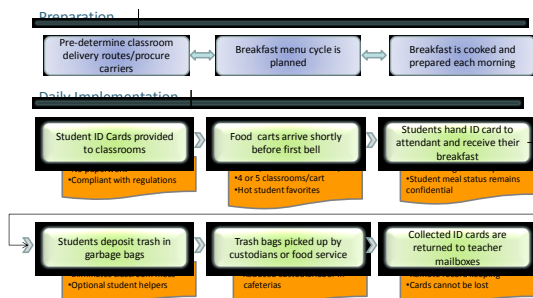 Preparation
Pre-determine classroom
delivery routes/procure
carriers
Breakfast menu cycle is
planned
Breakfast is cooked and
prepared each morning
Daily Implementation
Student ID Cards provided
to classrooms
•Compliant with regulations
Food carts arrive shortly
before first bell
•4 or 5 classrooms/cart
•Hot student favorites
Students hand ID card to
attendant and receive their
breakfast
•Student meal status remains
confidential
Students deposit trash in
garbage bags
•Optional student helpers
Trash bags picked up by
custodians or food service
cafeterias
Collected ID cards are
returned to teacher
mailboxes
•Cards cannot be lost